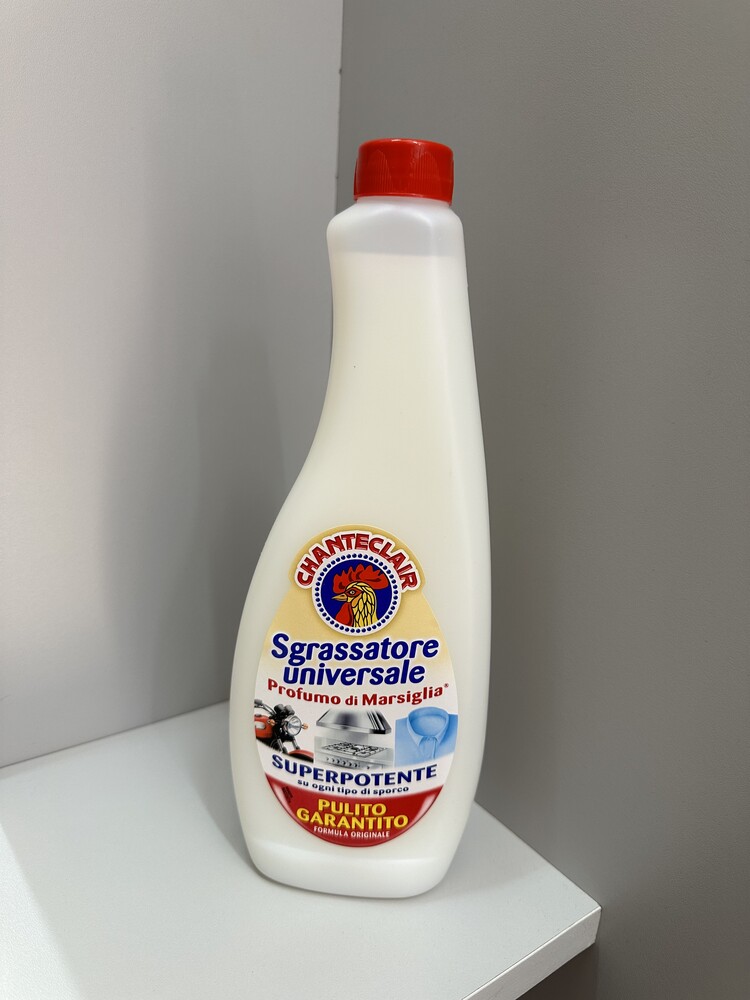 CHANTECLAIR
Sgrassatore
universale
Profumo di Marsiglia®
SUPERPOTENTE
su ogni tipo di sporco
PULITO
GARANTITO
FORMULA ORIGINALE